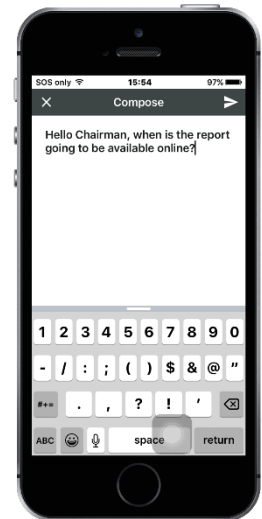 SOS only 15:54 97%
Compose
Hello Chairman, when is the report
going to be available online?
1 2 3 4 5 6 7 8 9 0
- / : ; ( ) $ & @ "
#+= . , ? ! '
ABC space return